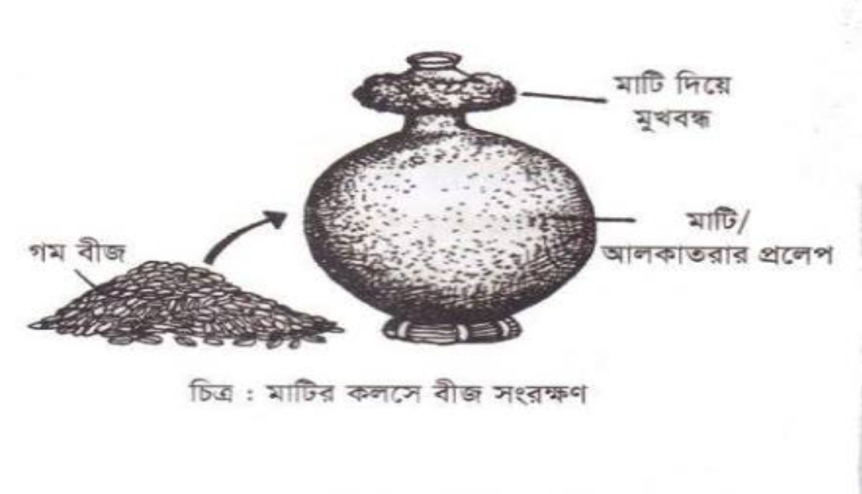 মাটি দিয়ে
মুখবন্ধ
মাটি/
আলকাতরার প্রলেপ
গম বীজ
চিত্র : মাটির কলসে বীজ সংরক্ষণ